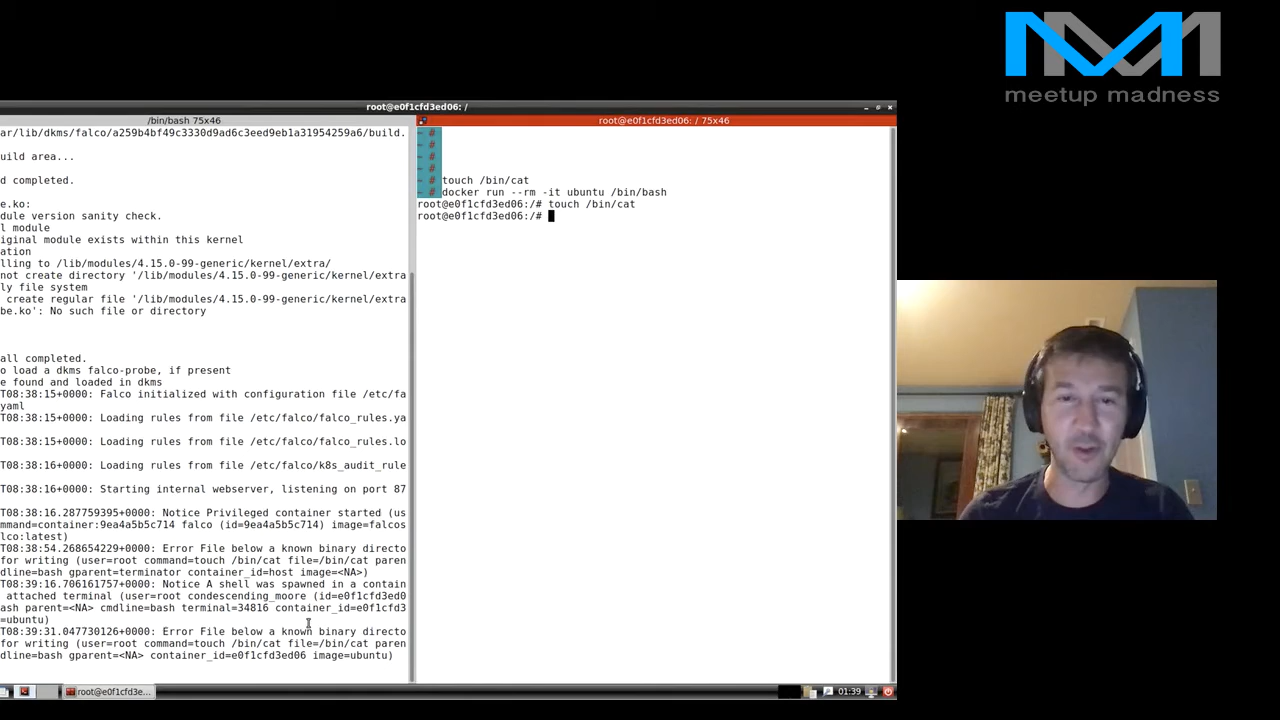 meetup madness
root@e0f1cfd3ed06: /
/bin/bash 75x46
ar/lib/dkms/falco/a259b4bf49c3330d9ad6c3eed9eb1a31954259a6/build.
uild area...
d completed.
e.ko:
dule version sanity check.
l module
iginal module exists within this kernel
ation
lling to /lib/modules/4.15.0-99-generic/kernel/extra/
not create directory '/lib/modules/4.15.0-99-generic/kernel/extra
ly file system
create regular file '/lib/modules/4.15.0-99-generic/kernel/extra
be.ko': No such file or directory
all completed.
o load a dkms falco-probe, if present
e found and loaded in dkms
T08:38:15+0000: Falco initialized with configuration file /etc/fa
yaml
T08:38:15+0000: Loading rules from file /etc/falco/falco_rules.ya
T08:38:15+0000: Loading rules from file /etc/falco/falco_rules.lo
T08:38:16+0000: Loading rules from file /etc/falco/k8s_audit_rule
T08:38:16+0000: Starting internal webserver, listening on port 87
T08:38:16.287759395+0000: Notice Privileged container started (us
mmand=container:9ea4a5b5c714 falco (id=9ea4a5b5c714) image=falcos
lco:latest)
T08:38:54.268654229+0000: Error File below a known binary directo
for writing (user=root command=touch /bin/cat file=/bin/cat paren
dline=bash gparent=terminator container_id=host image=<NA>)
T08:39:16.706161757+0000: Notice A shell was spawned in a contain
attached terminal (user=root condescending_moore (id=e0f1cfd3ed0
ash parent=<NA> cmdline=bash terminal=34816 container_id=e0f1cfd3
=ubuntu)
T08:39:31.047730126+0000: Error File below a known binary directo
for writing (user=root command=touch /bin/cat file=/bin/cat paren
dline=bash gparent=<NA> container_id=e0f1cfd3ed06 image=ubuntu)
root@e0f1cfd3ed06: / 75x46
~ #
~ #
~ #
~ #
~ # touch /bin/cat
~ # docker run --rm -it ubuntu /bin/bash
root@e0f1cfd3ed06:/# touch /bin/cat
root@e0f1cfd3ed06:/#
root@e0f1cfd3e...
01:39